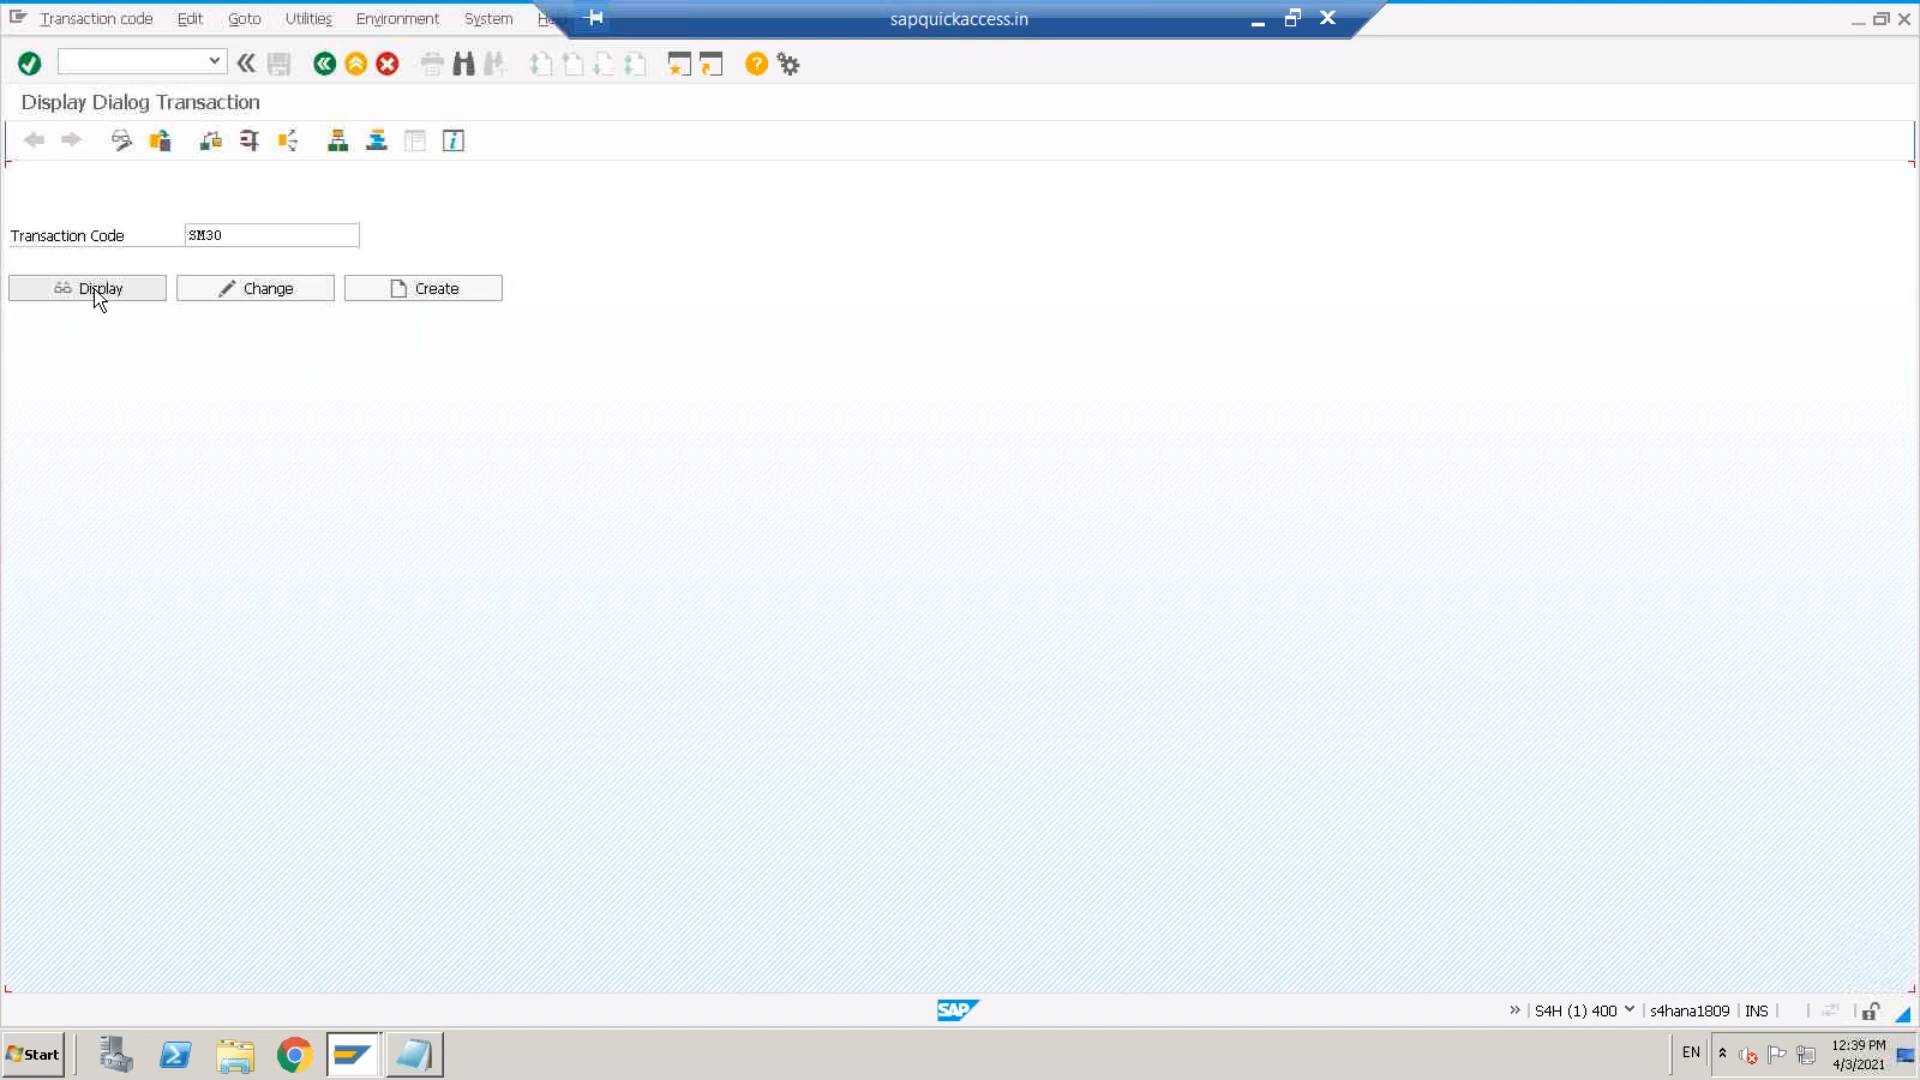 Transaction code Edit Goto Utilities Environment System
sapquickaccess.in
Display Dialog Transaction
Transaction Code SM30
Display Change Create
SAP
S4H (1) 400 s4hana1809 INS
Start
EN
12:39 PM
4/3/2021